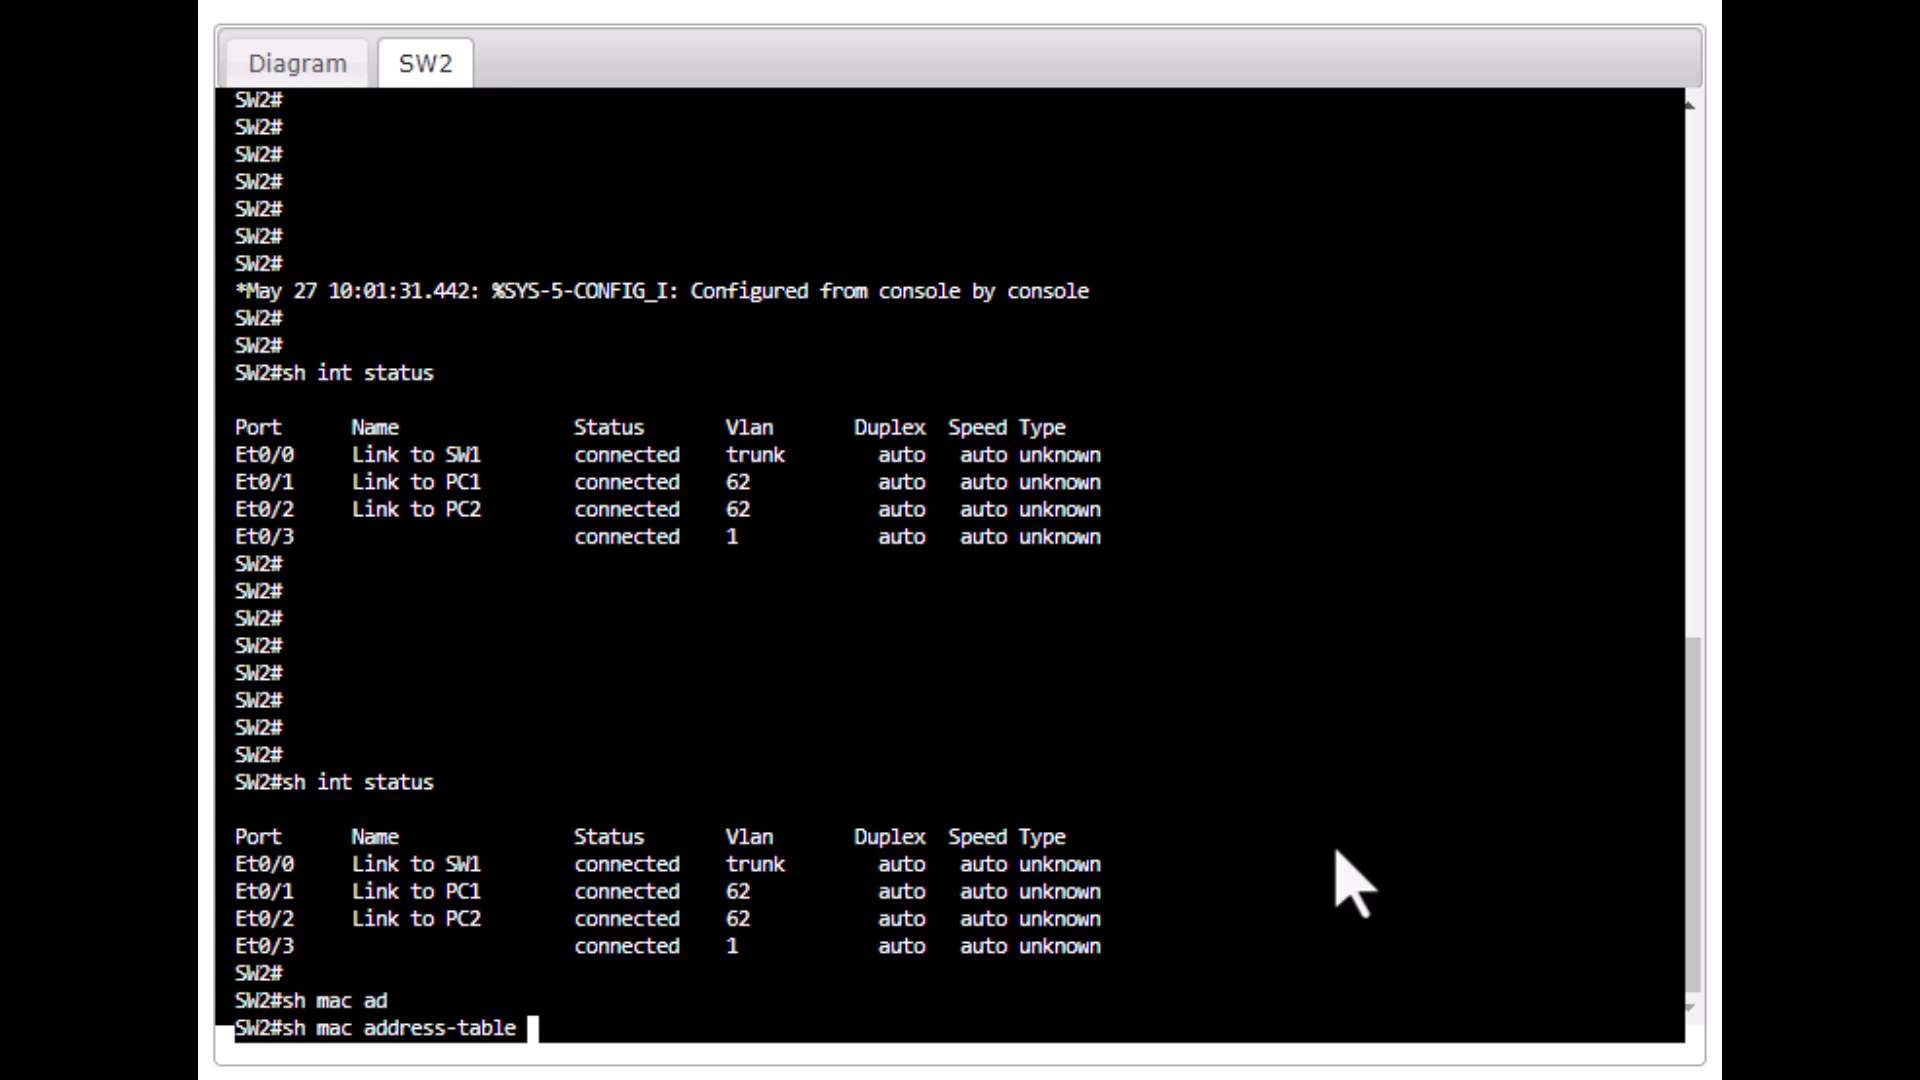 Diagram SW2
SW2#
SW2#
SW2#
SW2#
SW2#
SW2#
SW2#
*May 27 10:01:31.442: %SYS-5-CONFIG_I: Configured from console by console
SW2#
SW2#
SW2#sh int status
Port Name Status Vlan Duplex Speed Type
Et0/0 Link to SW1 connected trunk auto auto unknown
Et0/1 Link to PC1 connected 62 auto auto unknown
Et0/2 Link to PC2 connected 62 auto auto unknown
Et0/3 connected 1 auto auto unknown
SW2#
SW2#
SW2#
SW2#
SW2#
SW2#
SW2#
SW2#
SW2#sh int status
Port Name Status Vlan Duplex Speed Type
Et0/0 Link to SW1 connected trunk auto auto unknown
Et0/1 Link to PC1 connected 62 auto auto unknown
Et0/2 Link to PC2 connected 62 auto auto unknown
Et0/3 connected 1 auto auto unknown
SW2#
SW2#sh mac ad
SW2#sh mac address-table